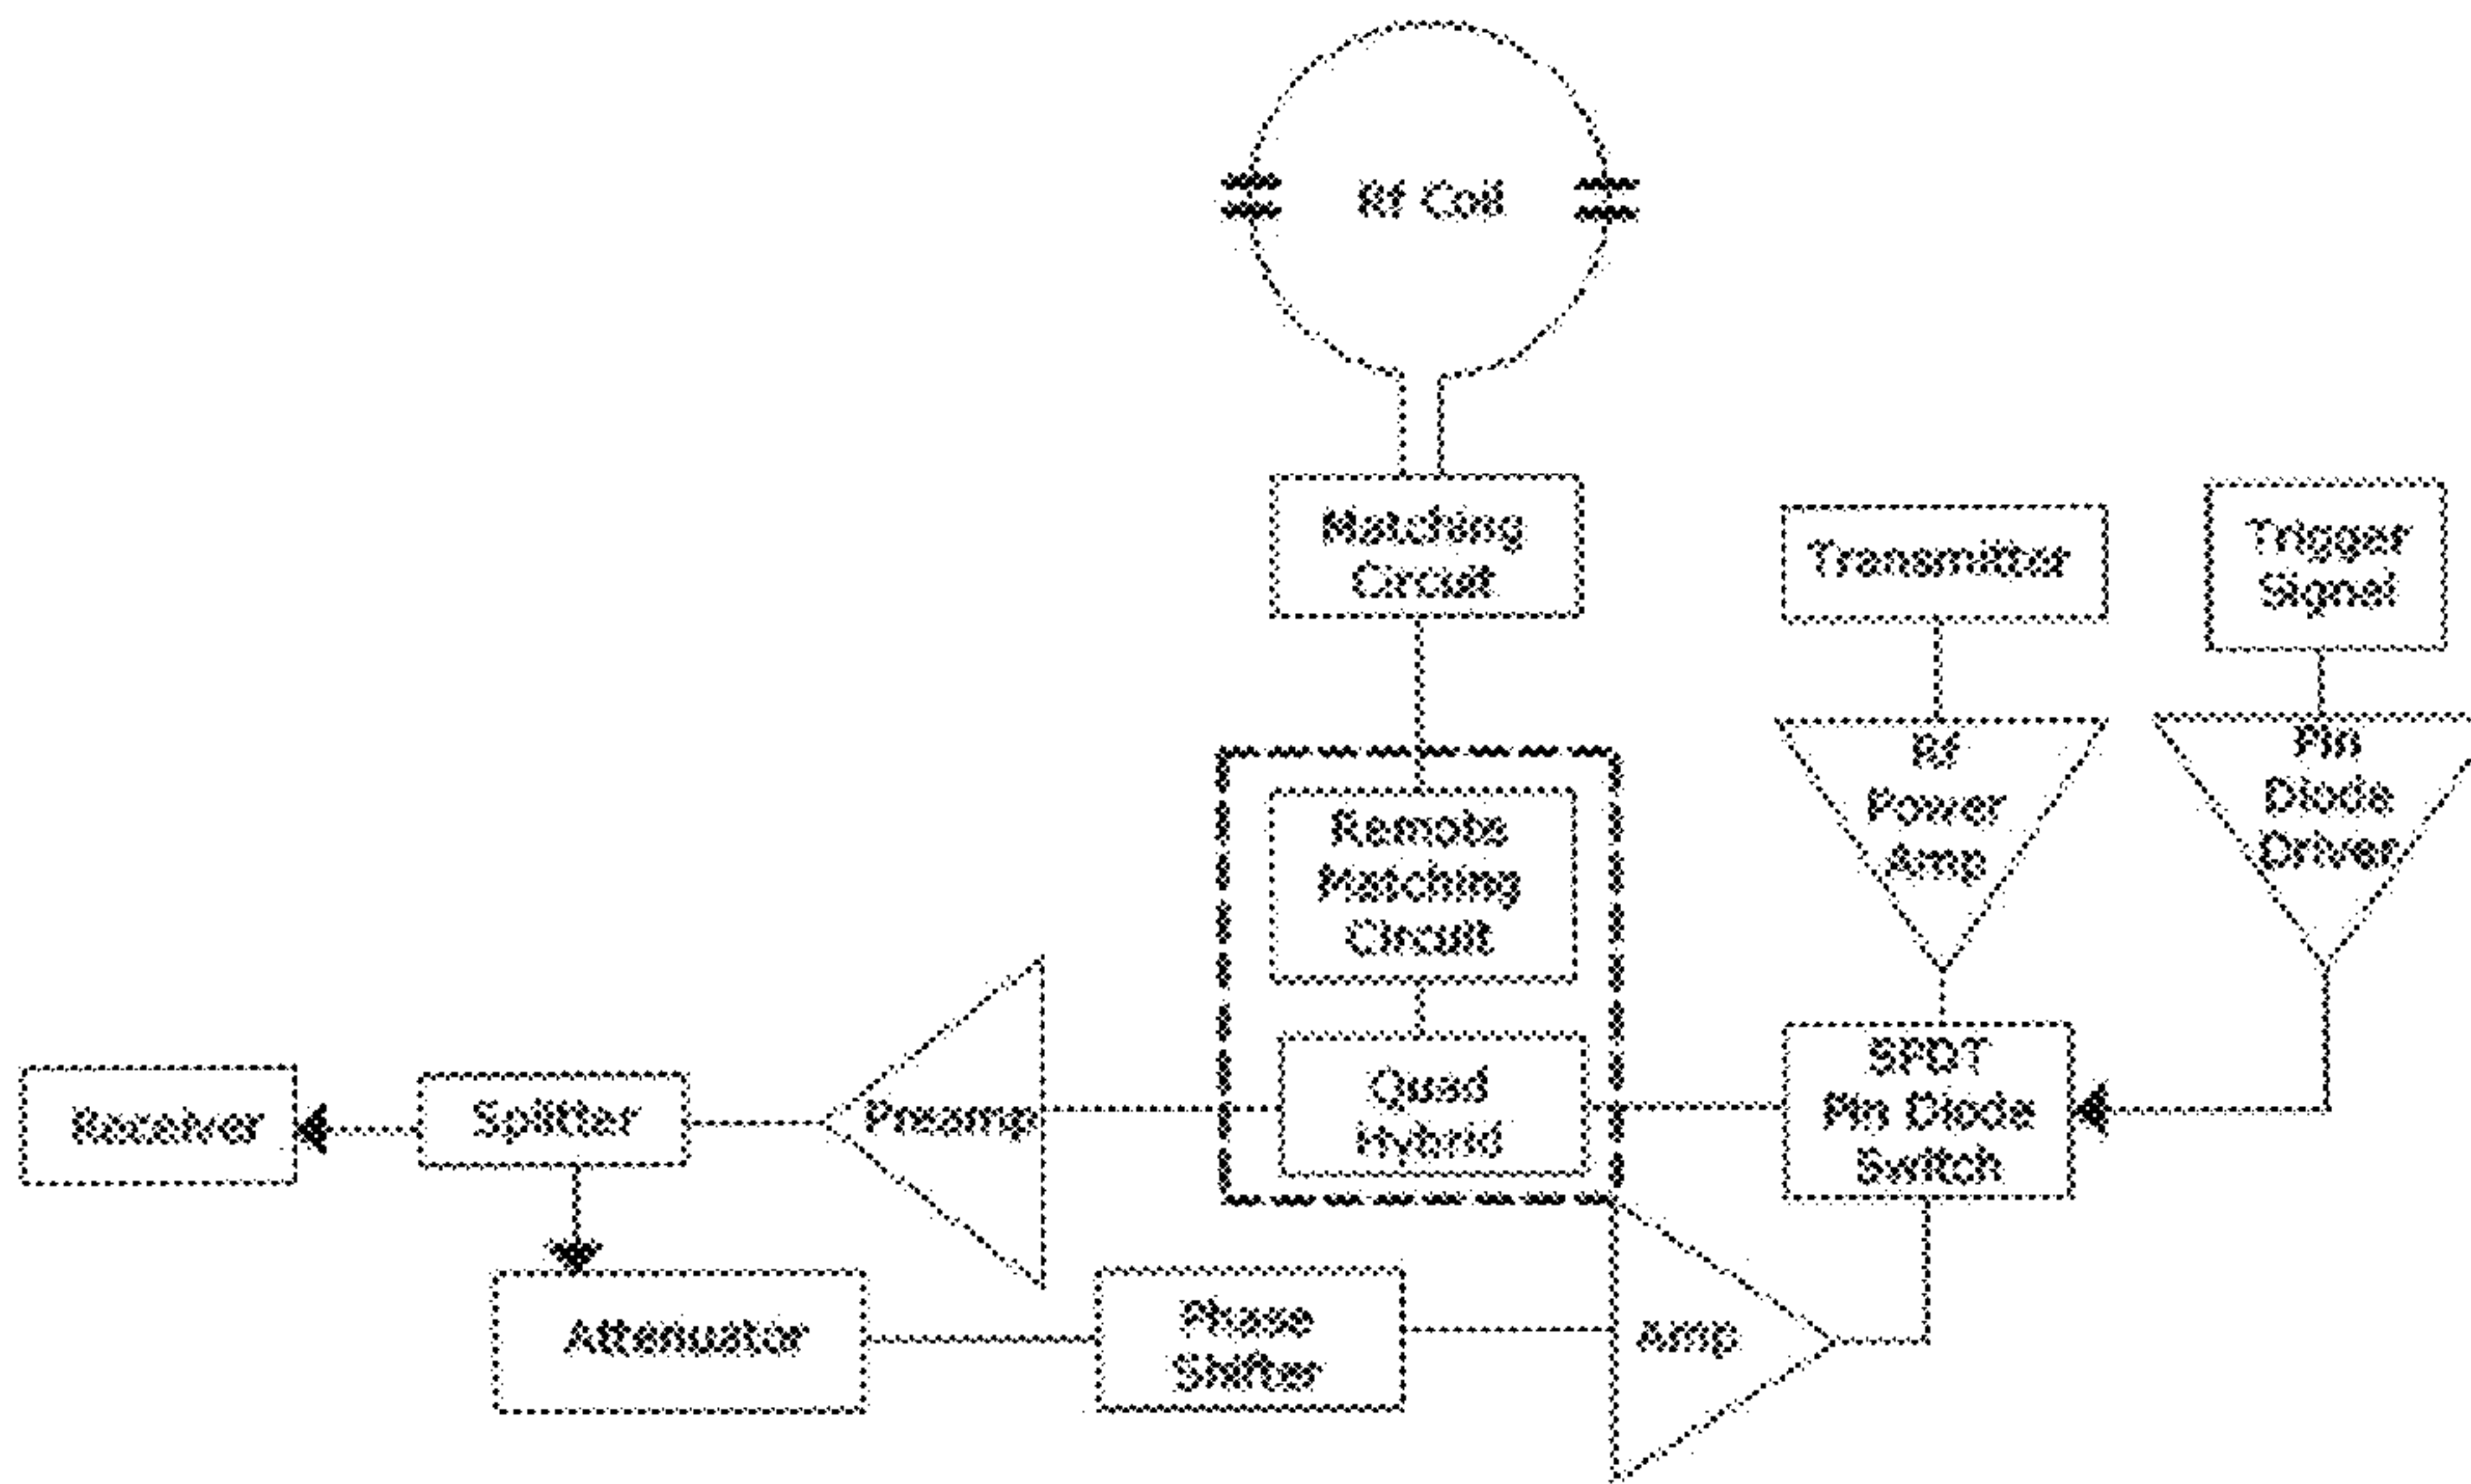 Rf Coil
Matching
Circuit
Transmitter
Trigger
Signal
Rf
Power
Amp
Pin
Diode
Driver
Remote
Matching
Circuit
Receiver
Splitter
Preamp
Quad
Hybrid
SPDT
Pin Diode
Switch
Attenuator
Phase
Shifter
Amp